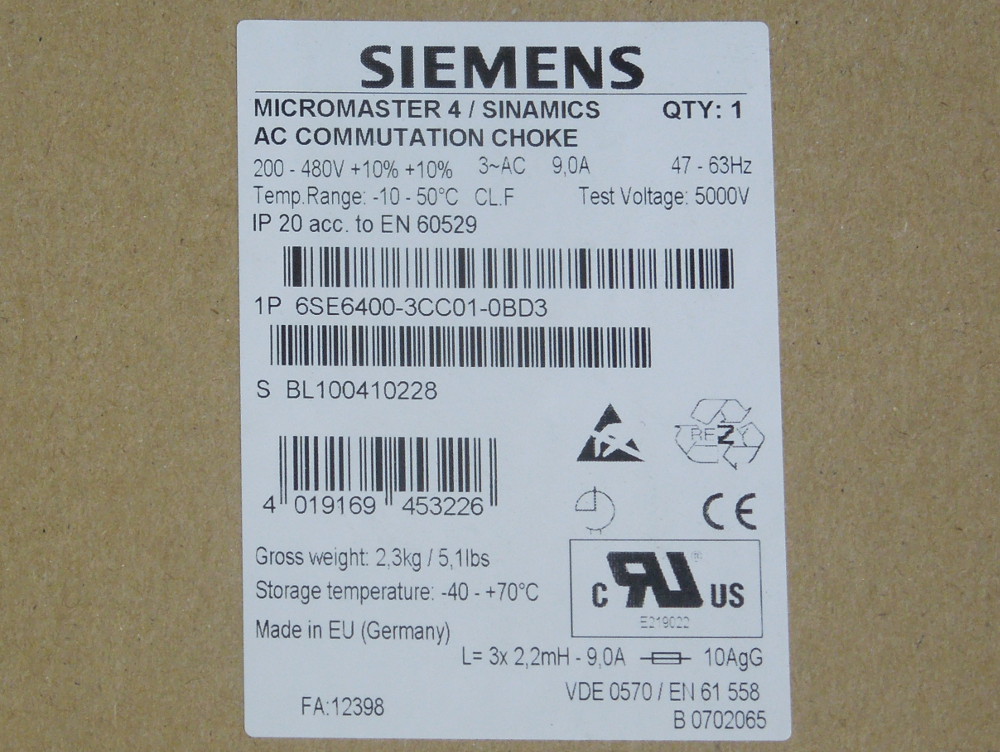 SIEMENS
MICROMASTER 4 / SINAMICS QTY: 1
AC COMMUTATION CHOKE
200 - 480V +10% +10% 3~AC 9,0A 47 - 63Hz
Temp.Range: -10 - 50°C CL.F Test Voltage: 5000V
IP 20 acc. to EN 60529
1P 6SE6400-3CC01-0BD3
S BL100410228
REZY
4 019169 453226
CE
Gross weight: 2,3kg / 5,1lbs
Storage temperature: -40 - +70°C
C RU ® US
E219022
Made in EU (Germany)
L= 3x 2,2mH - 9,0A 10AgG
VDE 0570 / EN 61 558
FA:12398
B 0702065